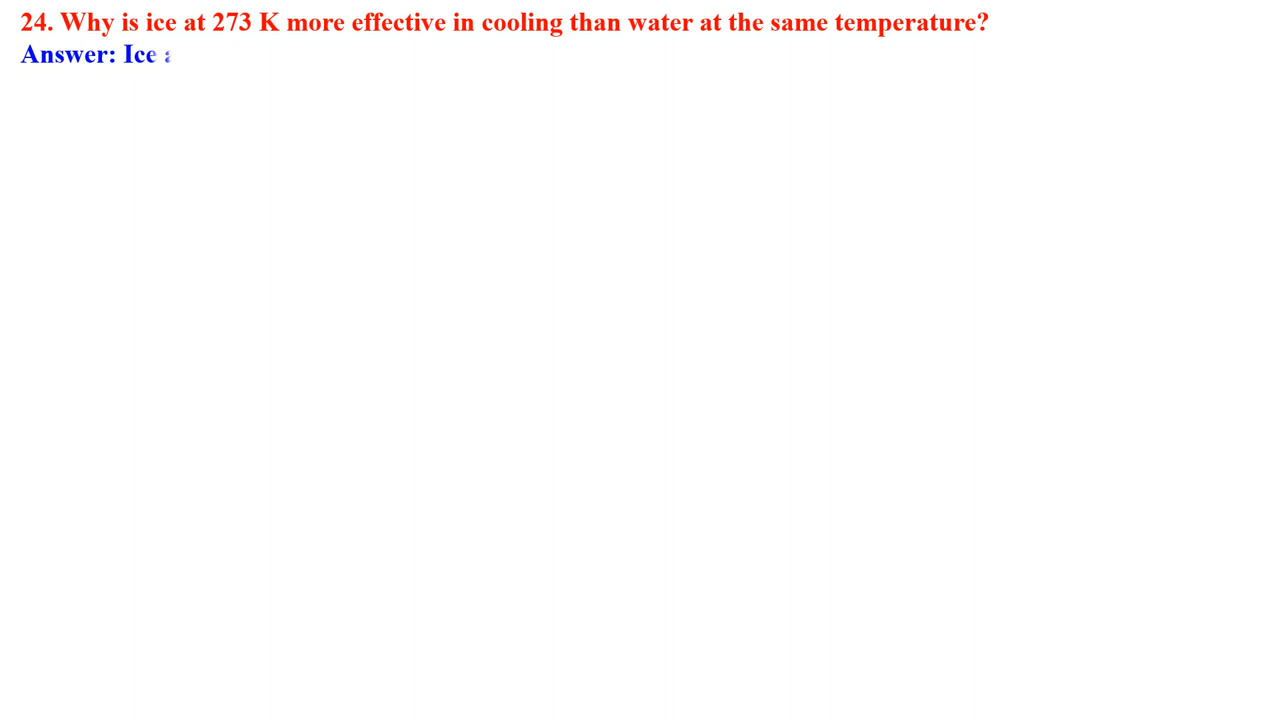 24. Why is ice at 273 K more effective in cooling than water at the same temperature?
Answer: Ice